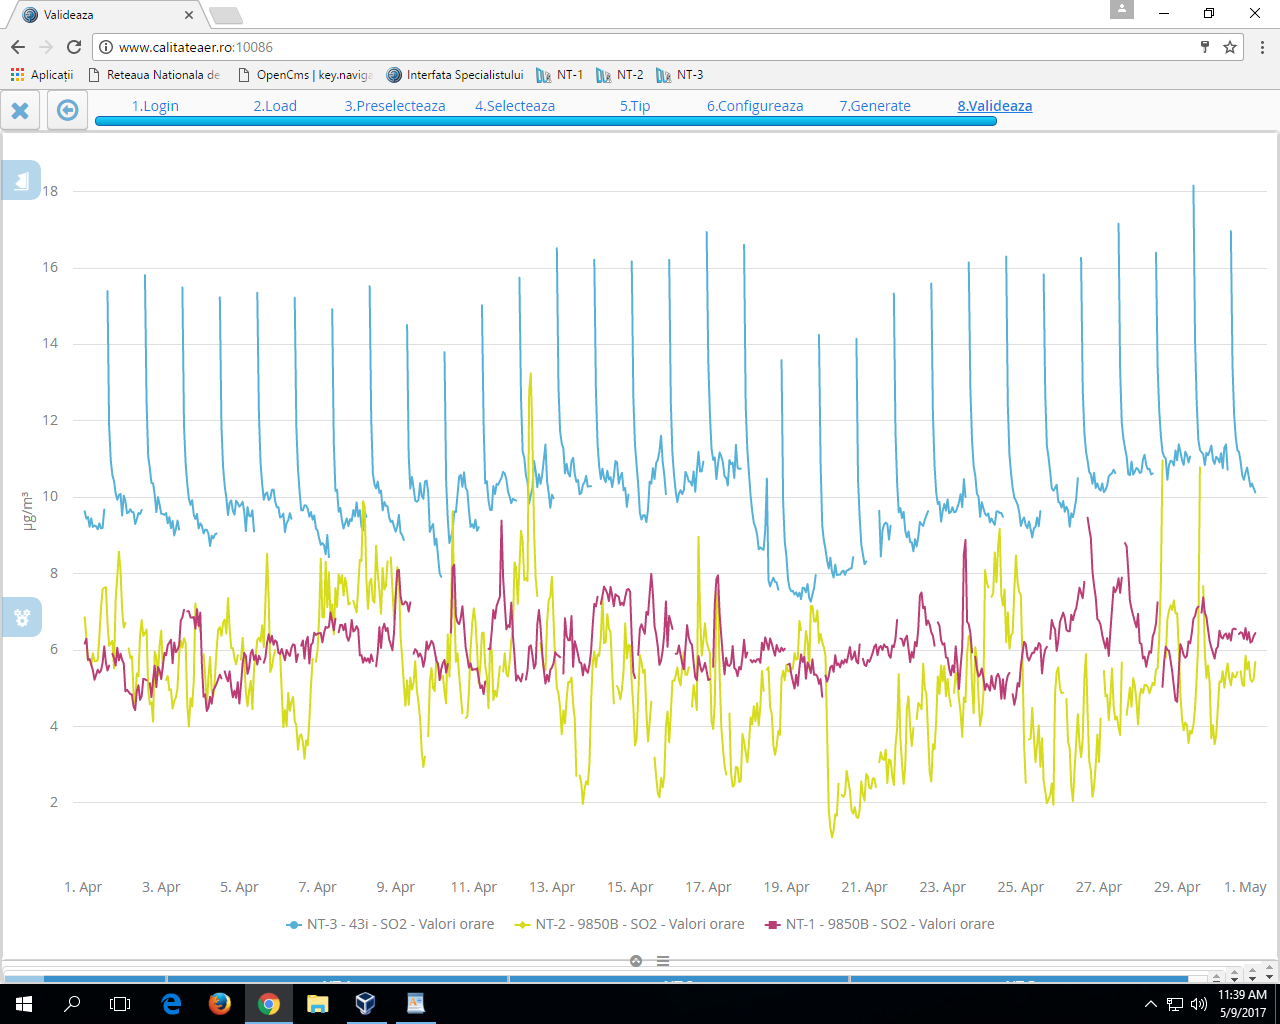 Valideaza
www.calitateaer.ro:10086
Aplicații Reteaua Nationala de OpenCms | key.naviga Interfata Specialistului NT-1 NT-2 NT-3
1.Login 2.Load 3.Preselecteaza 4.Selecteaza 5.Tip 6.Configureaza 7.Generate 8.Valideaza
18
16
14
12
10
8
6
4
2
µg/m³
1. Apr 3. Apr 5. Apr 7. Apr 9. Apr 11. Apr 13. Apr 15. Apr 17. Apr 19. Apr 21. Apr 23. Apr 25. Apr 27. Apr 29. Apr 1. May
NT-3 - 43i - SO2 - Valori orare NT-2 - 9850B - SO2 - Valori orare NT-1 - 9850B - SO2 - Valori orare
11:39 AM
5/9/2017